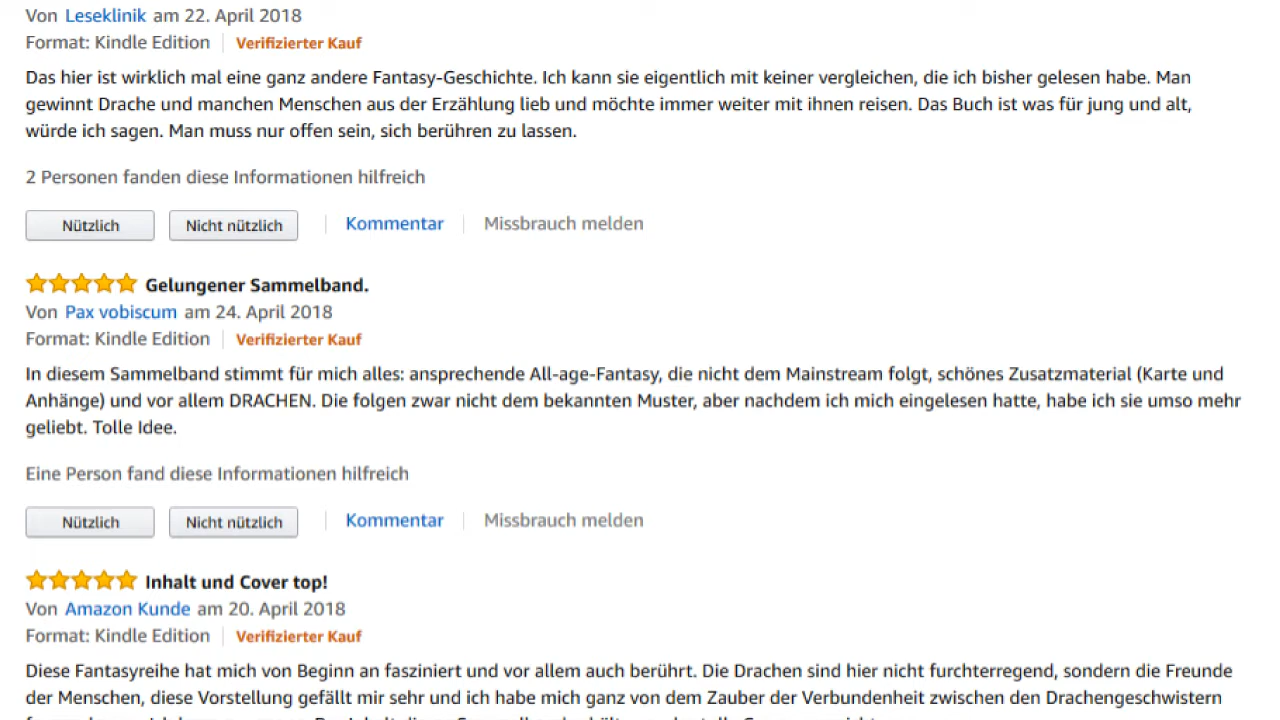 Von Leseklinik am 22. April 2018
Format: Kindle Edition Verifizierter Kauf
Das hier ist wirklich mal eine ganz andere Fantasy-Geschichte. Ich kann sie eigentlich mit keiner vergleichen, die ich bisher gelesen habe. Man
gewinnt Drache und manchen Menschen aus der Erzählung lieb und möchte immer weiter mit ihnen reisen. Das Buch ist was für jung und alt,
würde ich sagen. Man muss nur offen sein, sich berühren zu lassen.
2 Personen fanden diese Informationen hilfreich
Nützlich Nicht nützlich Kommentar Missbrauch melden
Gelungener Sammelband.
Von Pax vobiscum am 24. April 2018
Format: Kindle Edition Verifizierter Kauf
In diesem Sammelband stimmt für mich alles: ansprechende All-age-Fantasy, die nicht dem Mainstream folgt, schönes Zusatzmaterial (Karte und
Anhänge) und vor allem DRACHEN. Die folgen zwar nicht dem bekannten Muster, aber nachdem ich mich eingelesen hatte, habe ich sie umso mehr
geliebt. Tolle Idee.
Eine Person fand diese Informationen hilfreich
Nützlich Nicht nützlich Kommentar Missbrauch melden
Inhalt und Cover top!
Von Amazon Kunde am 20. April 2018
Format: Kindle Edition Verifizierter Kauf
Diese Fantasyreihe hat mich von Beginn an fasziniert und vor allem auch berührt. Die Drachen sind hier nicht furchterregend, sondern die Freunde
der Menschen, diese Vorstellung gefällt mir sehr und ich habe mich ganz von dem Zauber der Verbundenheit zwischen den Drachengeschwistern